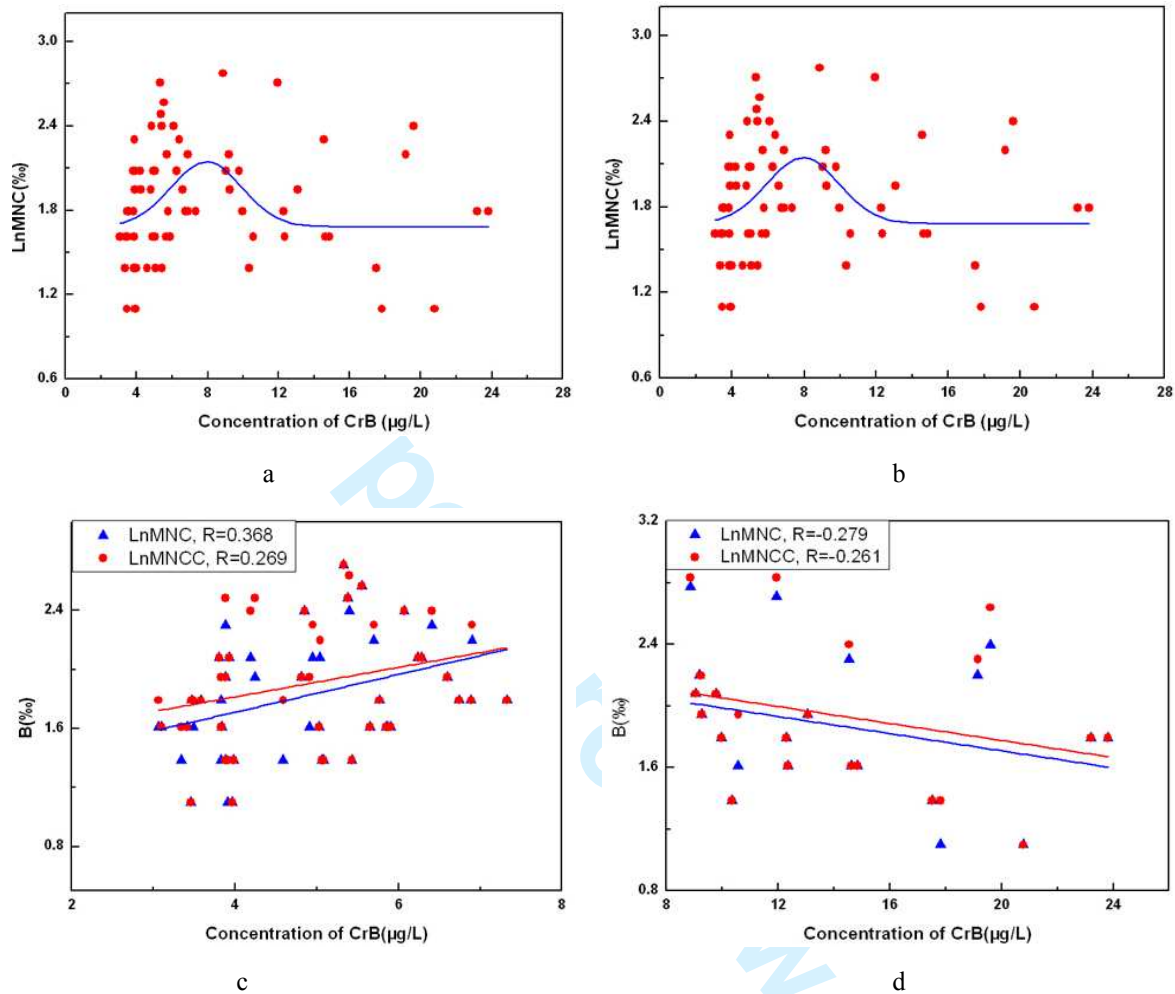 3.0
2.4
1.8
1.2
0.6
LnMNC(‰)
0 4 8 12 16 20 24 28
Concentration of CrB (µg/L)
a
3.0
2.4
1.8
1.2
0.6
LnMNC(‰)
0 4 8 12 16 20 24 28
Concentration of CrB (µg/L)
b
LnMNC, R=0.368
LnMNCC, R=0.269
2.4
1.6
0.8
B(‰)
2 4 6 8
Concentration of CrB(µg/L)
c
3.2
LnMNC, R=-0.279
LnMNCC, R=-0.261
2.4
1.6
0.8
B(‰)
8 12 16 20 24
Concentration of CrB(µg/L)
d